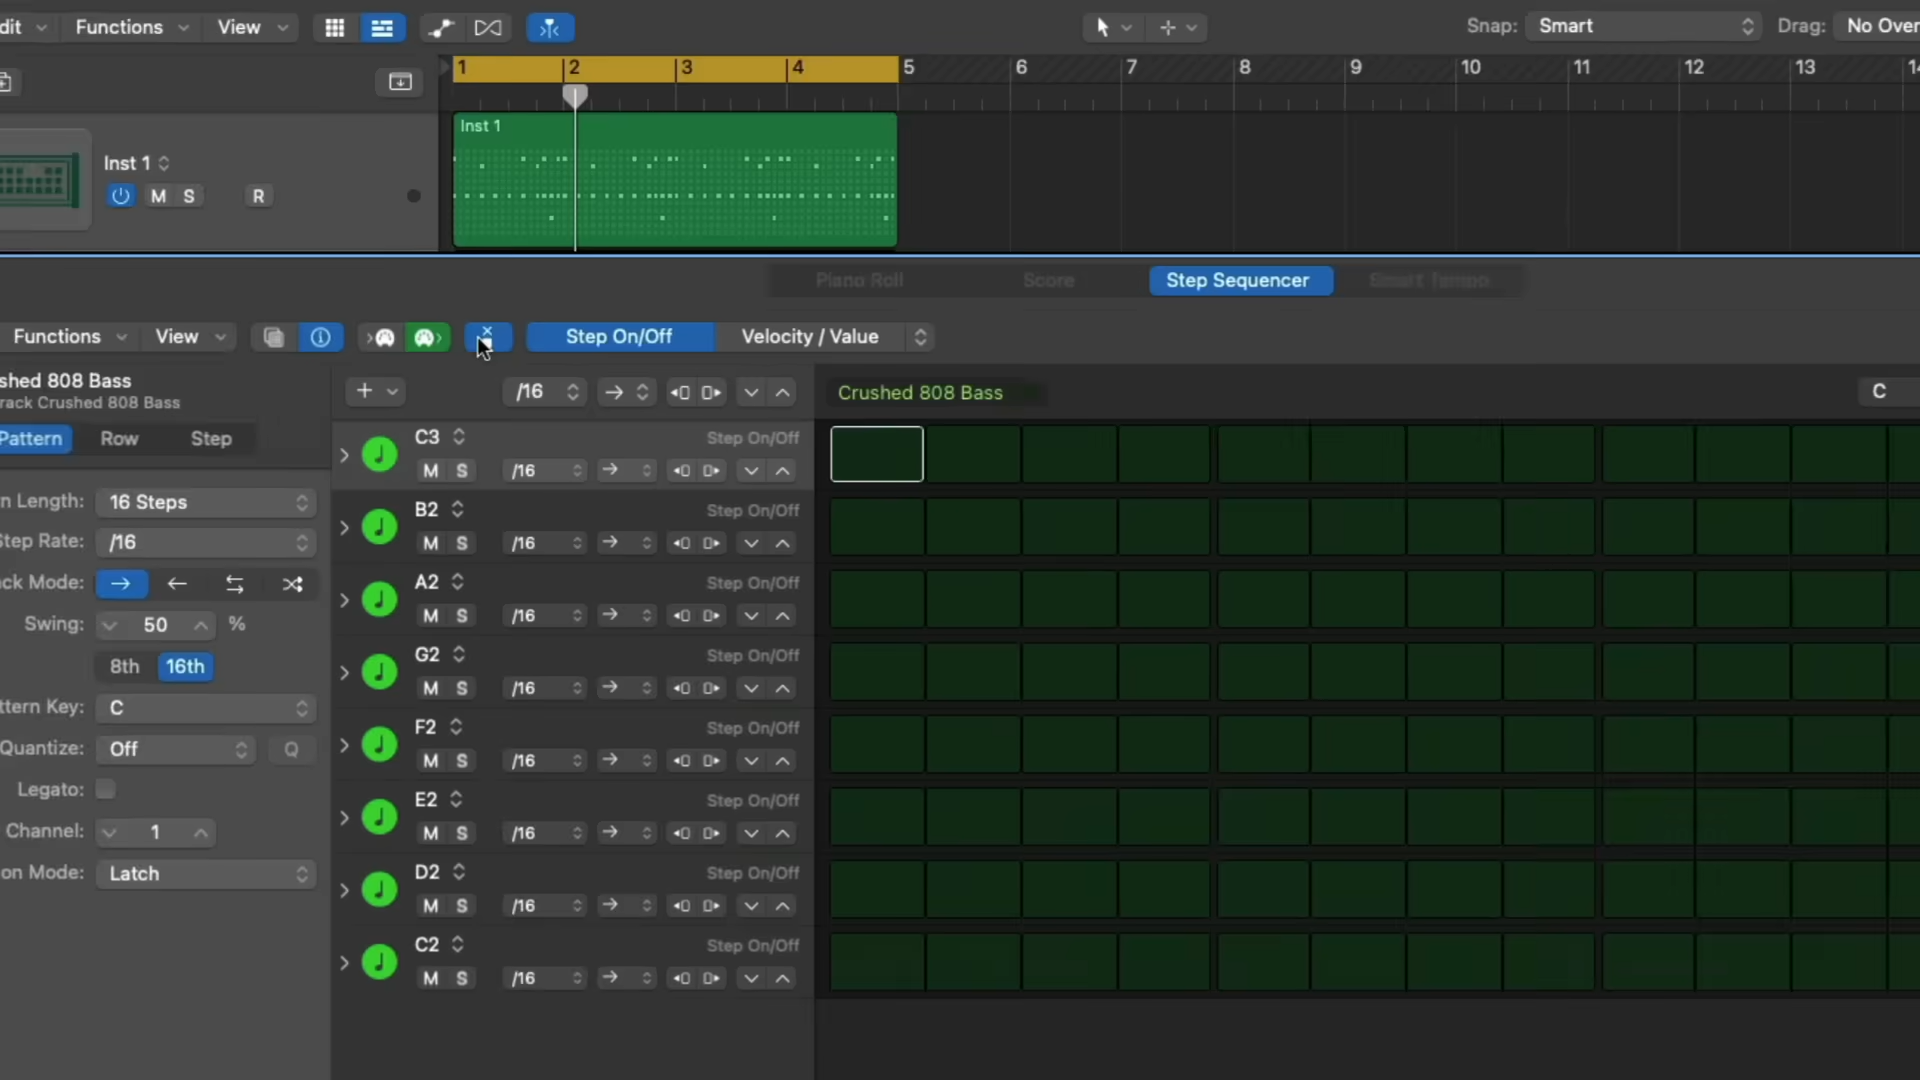 dit Functions View Snap: Smart Drag: No Over
1 2 3 4 5 6 7 8 9 10 11 12 13 14
Inst 1
Inst 1
M S R
Piano Roll Score Step Sequencer Smart Tempo
Functions View Step On/Off Velocity / Value
shed 808 Bass
rack Crushed 808 Bass
/16 Crushed 808 Bass C
Pattern Row Step
C3 Step On/Off
M S /16
n Length: 16 Steps
B2 Step On/Off
M S /16
Step Rate: /16
ck Mode:
A2 Step On/Off
M S /16
Swing: 50 %
8th 16th
G2 Step On/Off
M S /16
ttern Key: C
F2 Step On/Off
M S /16
Quantize: Off Q
Legato:
E2 Step On/Off
M S /16
Channel: 1
on Mode: Latch
D2 Step On/Off
M S /16
C2 Step On/Off
M S /16